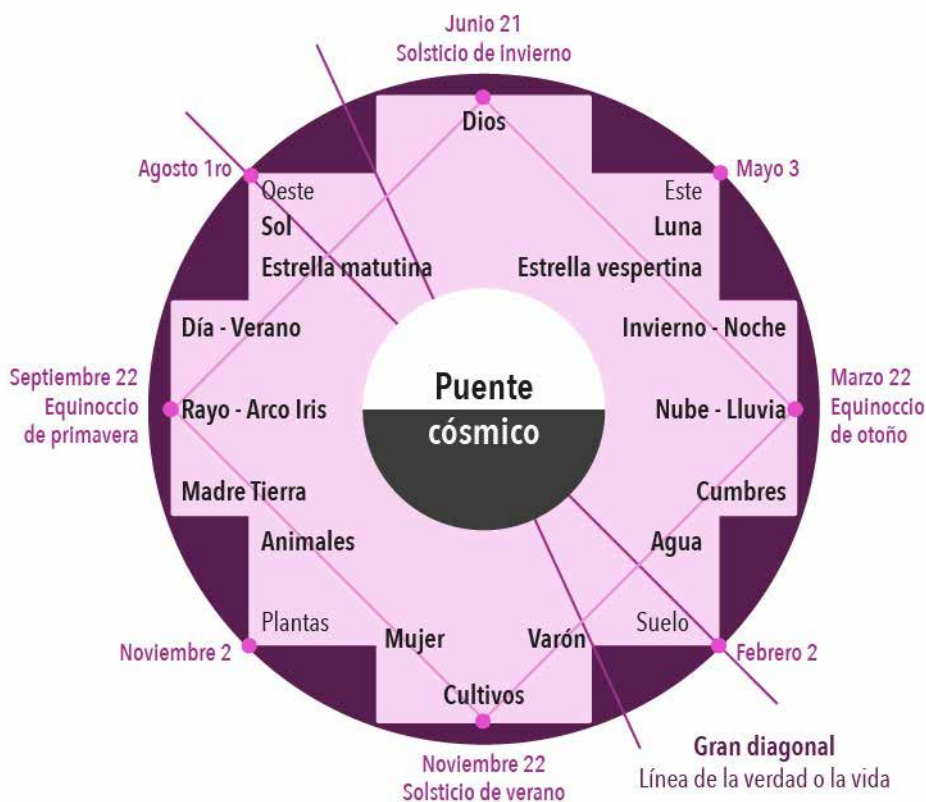 Junio 21
Solsticio de invierno
Dios
Agosto 1ro
Mayo 3
Oeste
Sol
Estrella matutina
Este
Luna
Estrella vespertina
Día - Verano
Invierno - Noche
Septiembre 22
Equinoccio
de primavera
Rayo - Arco Iris
Puente
cósmico
Nube - Lluvia
Marzo 22
Equinoccio
de otoño
Madre Tierra
Cumbres
Animales
Agua
Plantas
Suelo
Mujer
Varón
Noviembre 2
Febrero 2
Cultivos
Noviembre 22
Solsticio de verano
Gran diagonal
Línea de la verdad o la vida